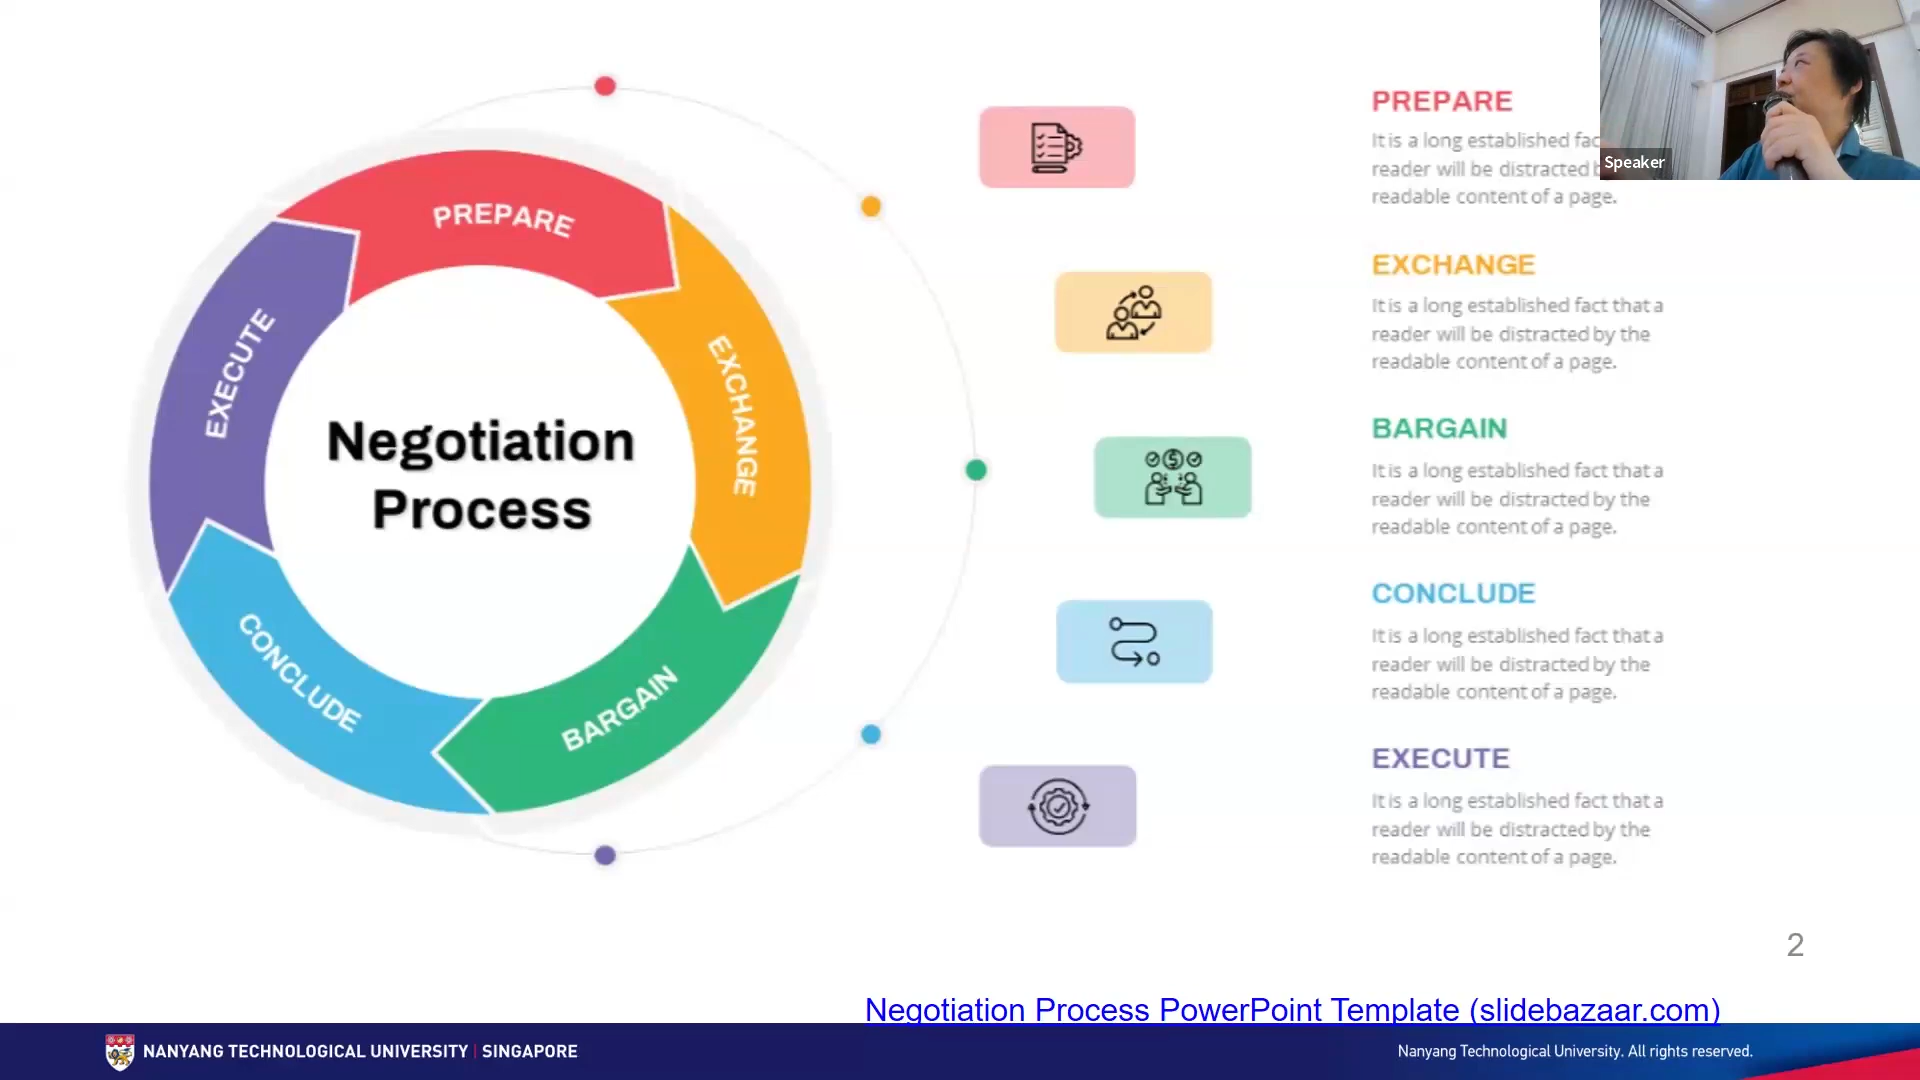 PREPARE
EXCHANGE
BARGAIN
CONCLUDE
EXECUTE
Negotiation
Process
PREPARE
It is a long established fac
reader will be distracted
readable content of a page.
EXCHANGE
It is a long established fact that a
reader will be distracted by the
readable content of a page.
BARGAIN
It is a long established fact that a
reader will be distracted by the
readable content of a page.
CONCLUDE
It is a long established fact that a
reader will be distracted by the
readable content of a page.
EXECUTE
It is a long established fact that a
reader will be distracted by the
readable content of a page.
Speaker
2
Negotiation Process PowerPoint Template (slidebazaar.com)
NANYANG TECHNOLOGICAL UNIVERSITY | SINGAPORE
Nanyang Technological University. All rights reserved.